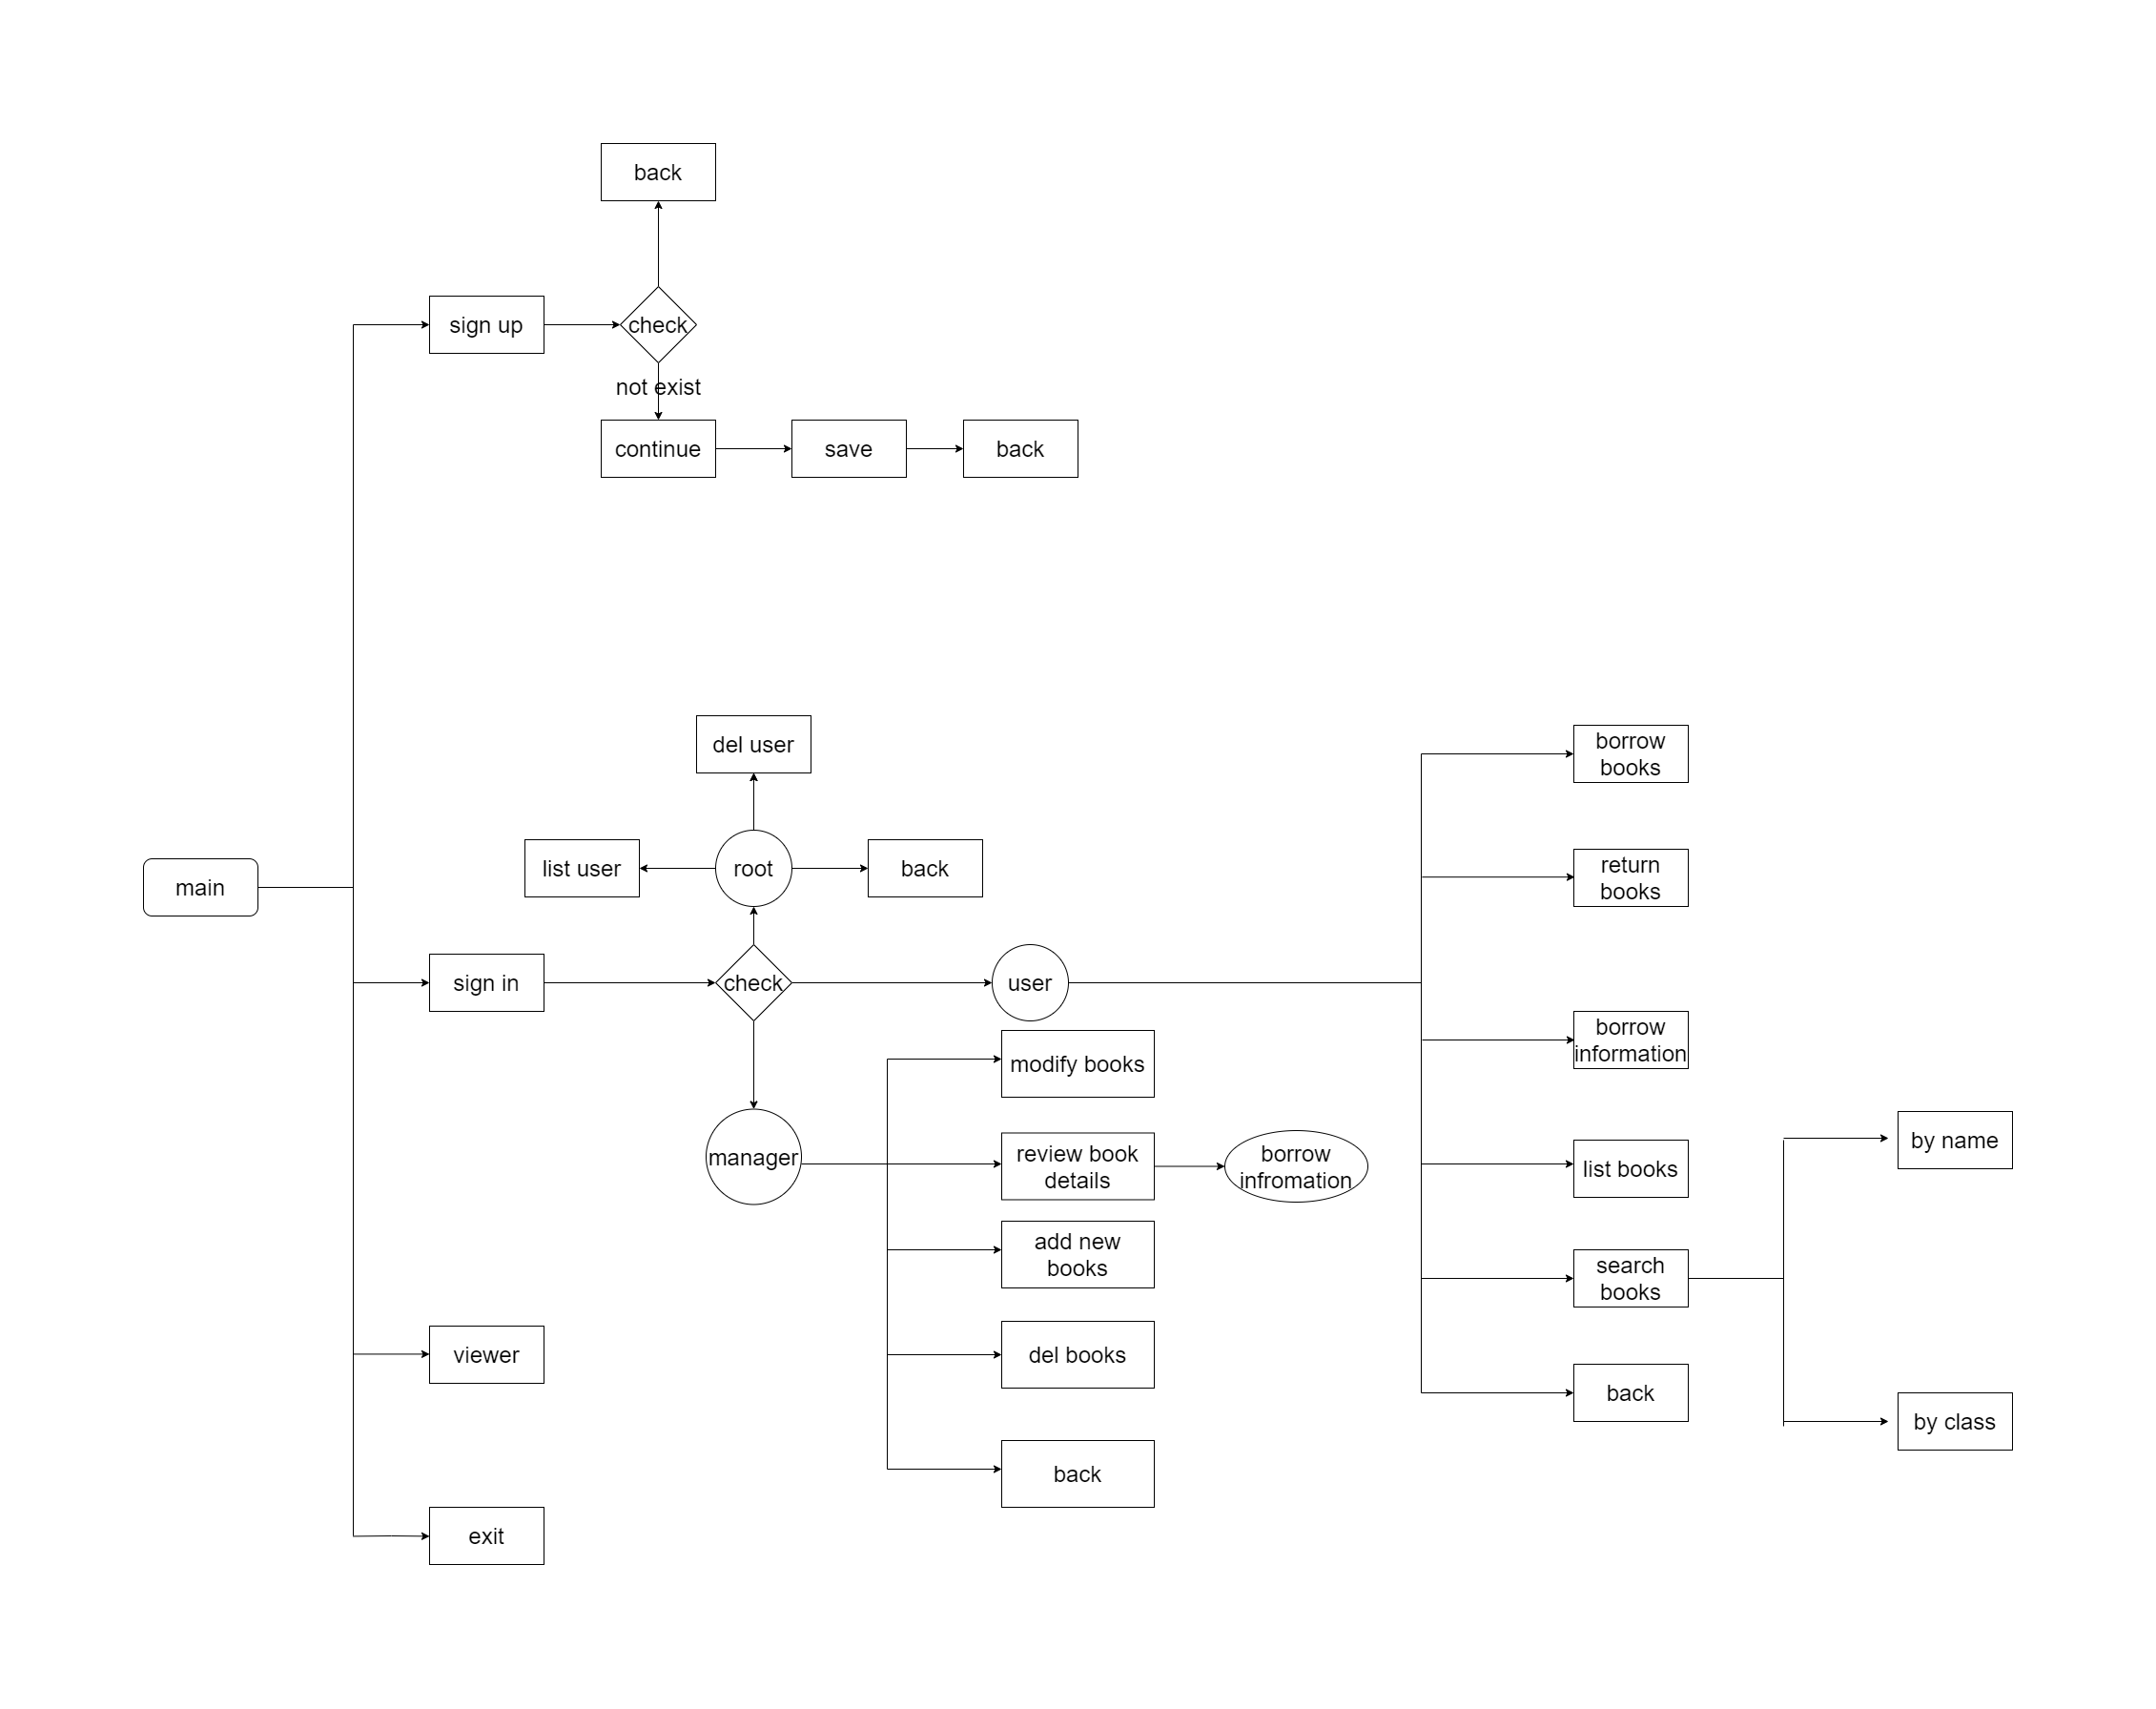 back
sign up
check
not exist
continue
save
back
del user
list user
root
back
main
sign in
check
user
manager
modify books
review book
details
borrow
infromation
add new
books
del books
back
borrow
books
return
books
borrow
information
list books
search
books
back
by name
by class
viewer
exit